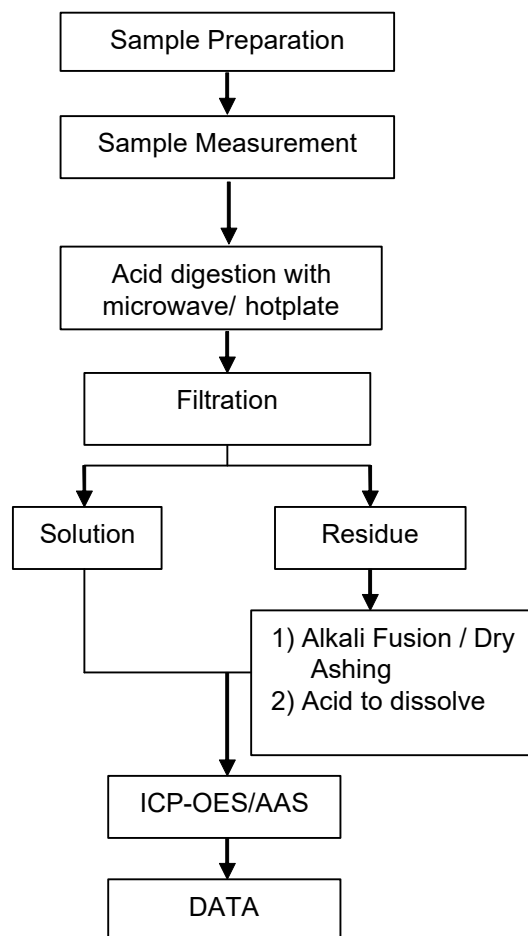 Sample Preparation
Sample Measurement
Acid digestion with
microwave/ hotplate
Filtration
Solution
Residue
1) Alkali Fusion / Dry
Ashing
2) Acid to dissolve
ICP-OES/AAS
DATA